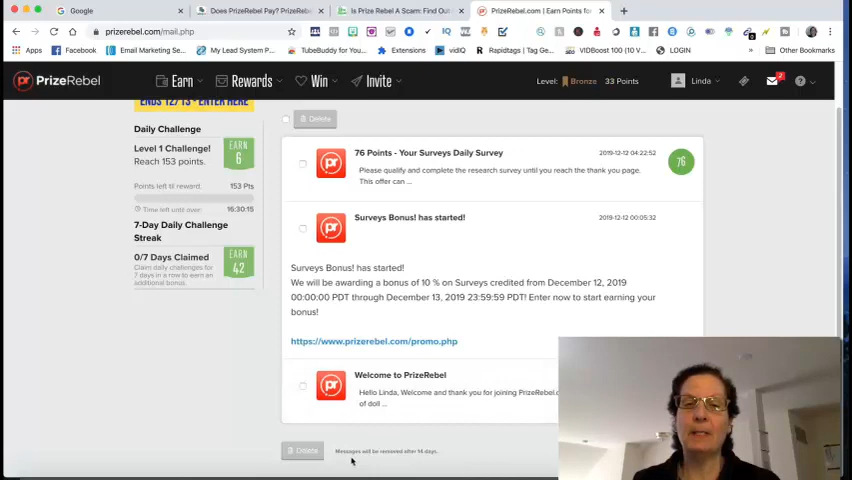 Google
Does PrizeRebel Pay? PrizeReb
Is Prize Rebel A Scam: Find Out
PrizeRebel.com | Earn Points for
prizerebel.com/mail.php
Apps
Facebook
Email Marketing Se...
My Lead System P...
TubeBuddy for You...
Extensions
vidIQ
Rapidtags | Tag Ge...
VIDBOOST 100 (10 V...
LOGIN
Other Bookmarks
pr PrizeRebel
Earn
Rewards
Win
Invite
Level: Bronze 33 Points
Linda
2
ENDS 12/13 - ENTER HERE
Daily Challenge
Level 1 Challenge!
Reach 153 points.
EARN
6
Points left til reward. 153 Pts
Time left until over: 16:30:15
7-Day Daily Challenge
Streak
0/7 Days Claimed
Claim daily challenges for
7 days in a row to earn an
additional bonus.
EARN
42
Delete
pr
76 Points - Your Surveys Daily Survey
2019-12-12 04:22:52
Please qualify and complete the research survey until you reach the thank you page.
This offer can ...
76
pr
Surveys Bonus! has started!
2019-12-12 00:05:32
Surveys Bonus! has started!
We will be awarding a bonus of 10 % on Surveys credited from December 12, 2019
00:00:00 PDT through December 13, 2019 23:59:59 PDT! Enter now to start earning your
bonus!
https://www.prizerebel.com/promo.php
pr
Welcome to PrizeRebel
Hello Linda, Welcome and thank you for joining PrizeRebel.c
of doll ...
Delete
Messages will be removed after 14 days.